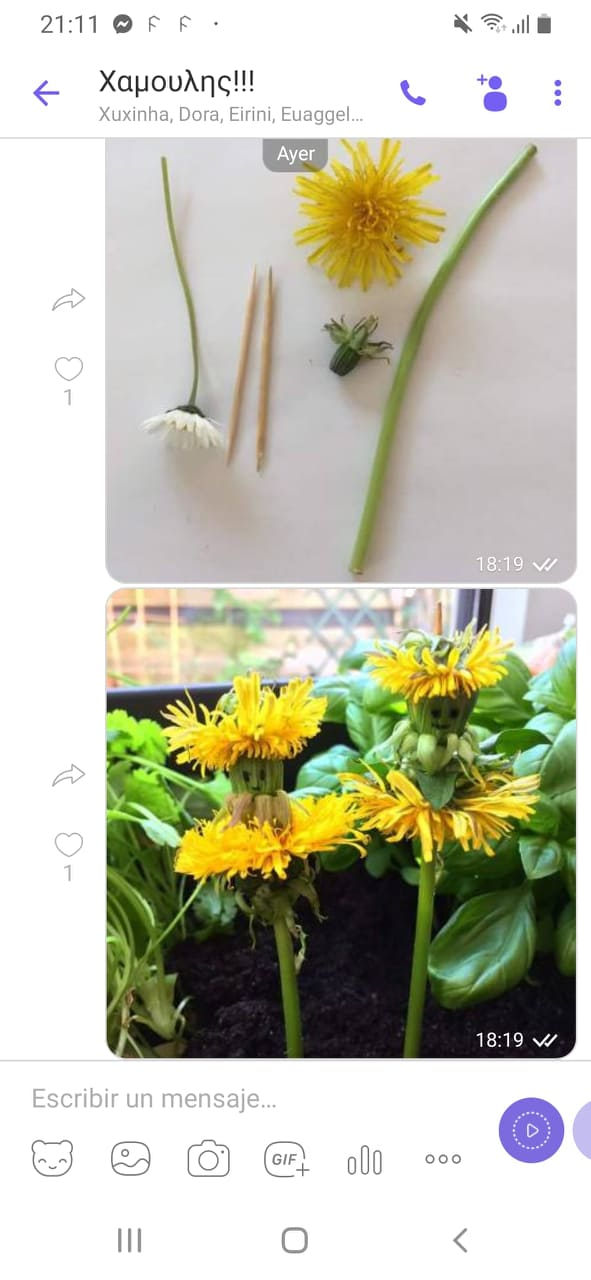 21:11
Χαμουλης!!!
Xuxinha, Dora, Eirini, Euaggel...
Ayer
1
18:19
1
18:19
Escribir un mensaje...
GIF